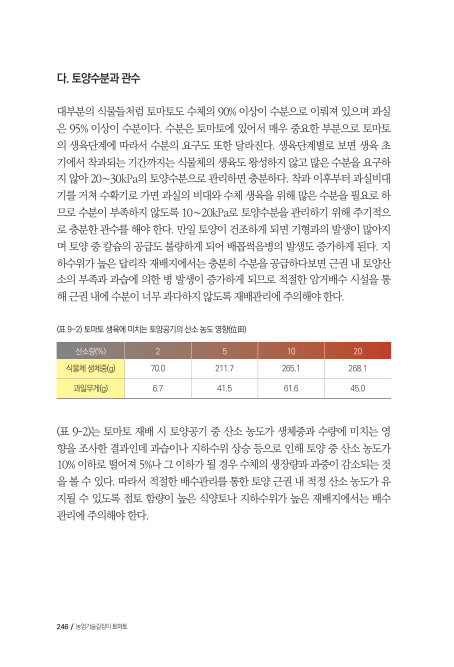 다. 토양수분과 관수
대부분의 식물들처럼 토마토도 수체의 90% 이상이 수분으로 이뤄져 있으며 과실
은 95% 이상이 수분이다. 수분은 토마토에 있어서 매우 중요한 부분으로 토마토
의 생육단계에 따라서 수분의 요구도 또한 달라진다. 생육단계별로 보면 생육 초
기에서 착과되는 기간까지는 식물체의 생육도 왕성하지 않고 많은 수분을 요구하
지 않아 20~30kPa의 토양수분으로 관리하면 충분하다. 착과 이후부터 과실비대
기를 거쳐 수확기로 가면 과실의 비대와 수체 생육을 위해 많은 수분을 필요로 하
므로 수분이 부족하지 않도록 10~20kPa로 토양수분을 관리하기 위해 주기적으
로 충분한 관수를 해야 한다. 만일 토양이 건조하게 되면 기형과의 발생이 많아지
며 토양 중 칼슘의 공급도 불량하게 되어 배꼽썩음병의 발생도 증가하게 된다. 지
하수위가 높은 답리작 재배지에서는 충분히 수분을 공급하다보면 근권 내 토양산
소의 부족과 과습에 의한 병 발생이 증가하게 되므로 적절한 암거배수 시설을 통
해 근권 내에 수분이 너무 과다하지 않도록 재배관리에 주의해야 한다.
(표 9-2) 토마토 생육에 미치는 토양공기의 산소 농도 영향(位田)
산소량(%) 2 5 10 20
식물체 생체중(g) 70.0 211.7 265.1 268.1
과일무게(g) 6.7 41.5 61.6 45.0
(표 9-2)는 토마토 재배 시 토양공기 중 산소 농도가 생체중과 수량에 미치는 영
향을 조사한 결과인데 과습이나 지하수위 상승 등으로 인해 토양 중 산소 농도가
10% 이하로 떨어져 5%나 그 이하가 될 경우 수체의 생장량과 과중이 감소되는 것
을 볼 수 있다. 따라서 적절한 배수관리를 통한 토양 근권 내 적정 산소 농도가 유
지될 수 있도록 점토 함량이 높은 식양토나 지하수위가 높은 재배지에서는 배수
관리에 주의해야 한다.
246 / 농업기술길잡이 토마토